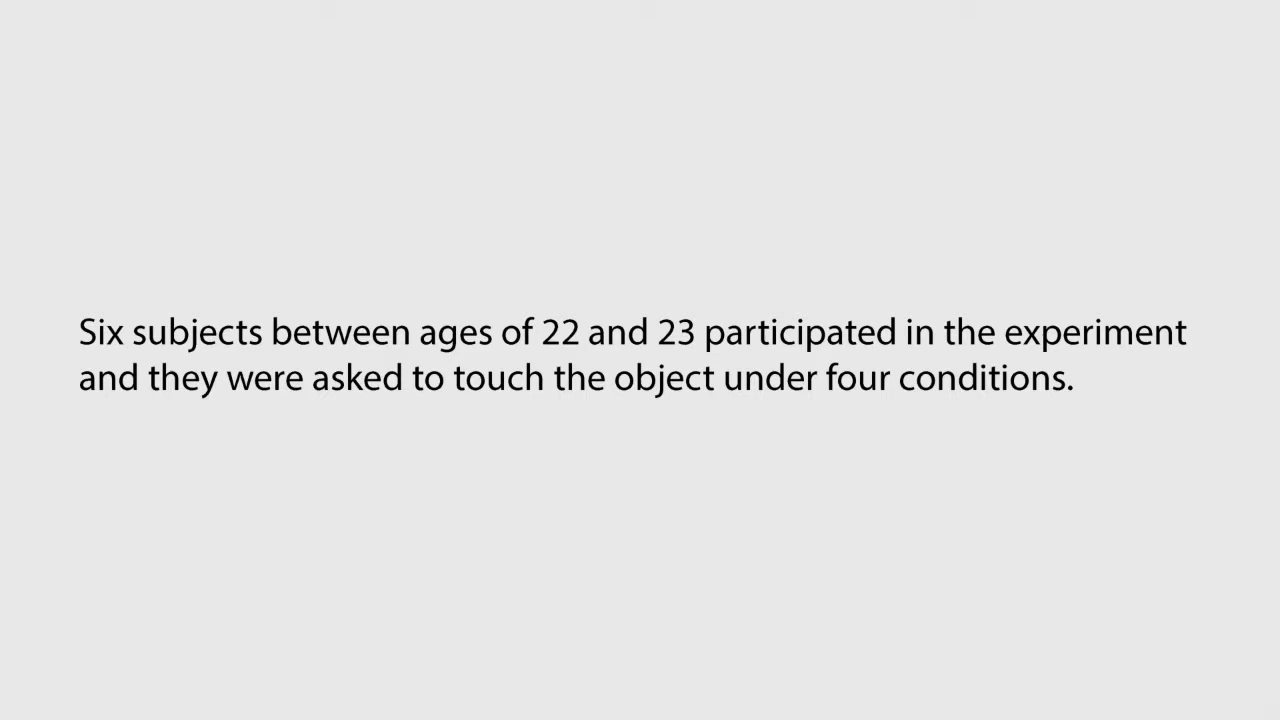 Six subjects between ages of 22 and 23 participated in the experiment
and they were asked to touch the object under four conditions.